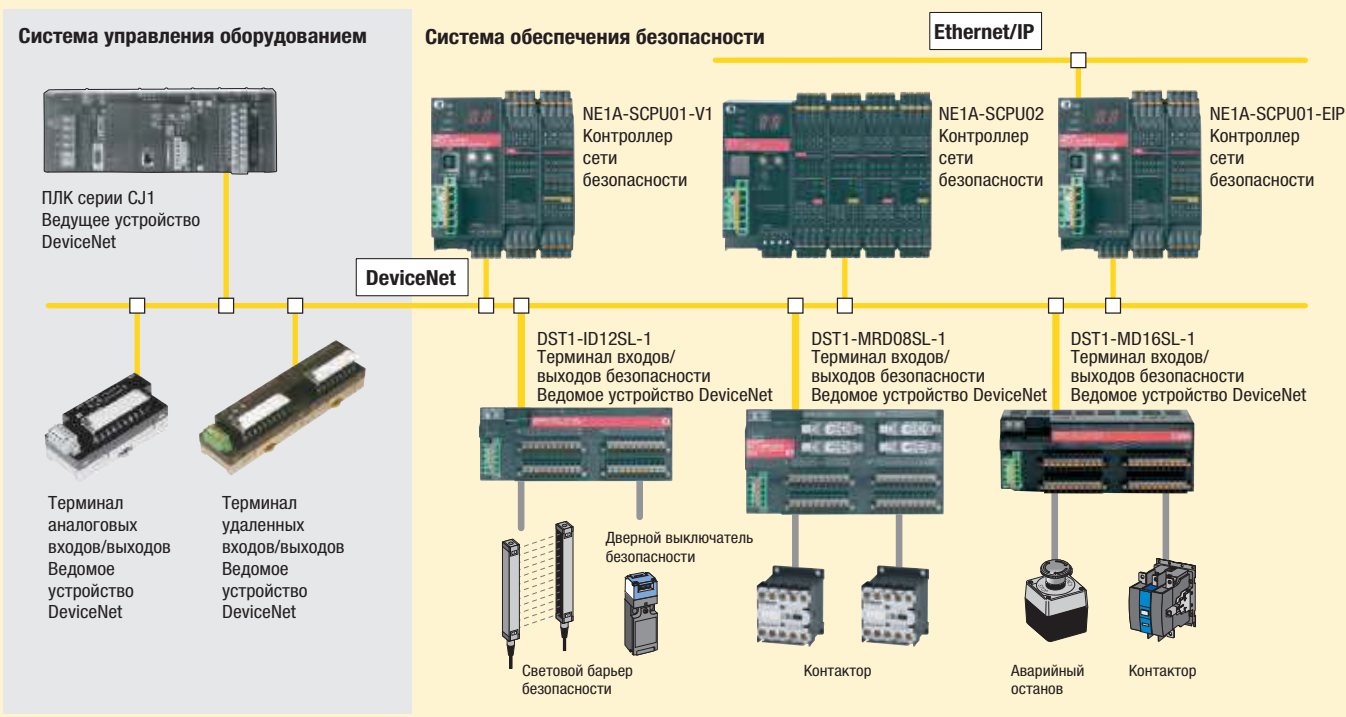 Система управления оборудованием
Система обеспечения безопасности
Ethernet/IP
ПЛК серии CJ1
Ведущее устройство
DeviceNet
NE1A-SCPU01-V1
Контроллер
сети
безопасности
NE1A-SCPU02
Контроллер
сети
безопасности
NE1A-SCPU01-EIP
Контроллер
сети
безопасности
DeviceNet
DST1-ID12SL-1
Терминал входов/
выходов безопасности
Ведомое устройство DeviceNet
DST1-MRD08SL-1
Терминал входов/
выходов безопасности
Ведомое устройство DeviceNet
DST1-MD16SL-1
Терминал входов/
выходов безопасности
Ведомое устройство DeviceNet
Терминал
аналоговых
входов/выходов
Ведомое
устройство
DeviceNet
Терминал
удаленных
входов/выходов
Ведомое
устройство
DeviceNet
Дверной выключатель
безопасности
Световой барьер
безопасности
Контактор
Аварийный
останов
Контактор